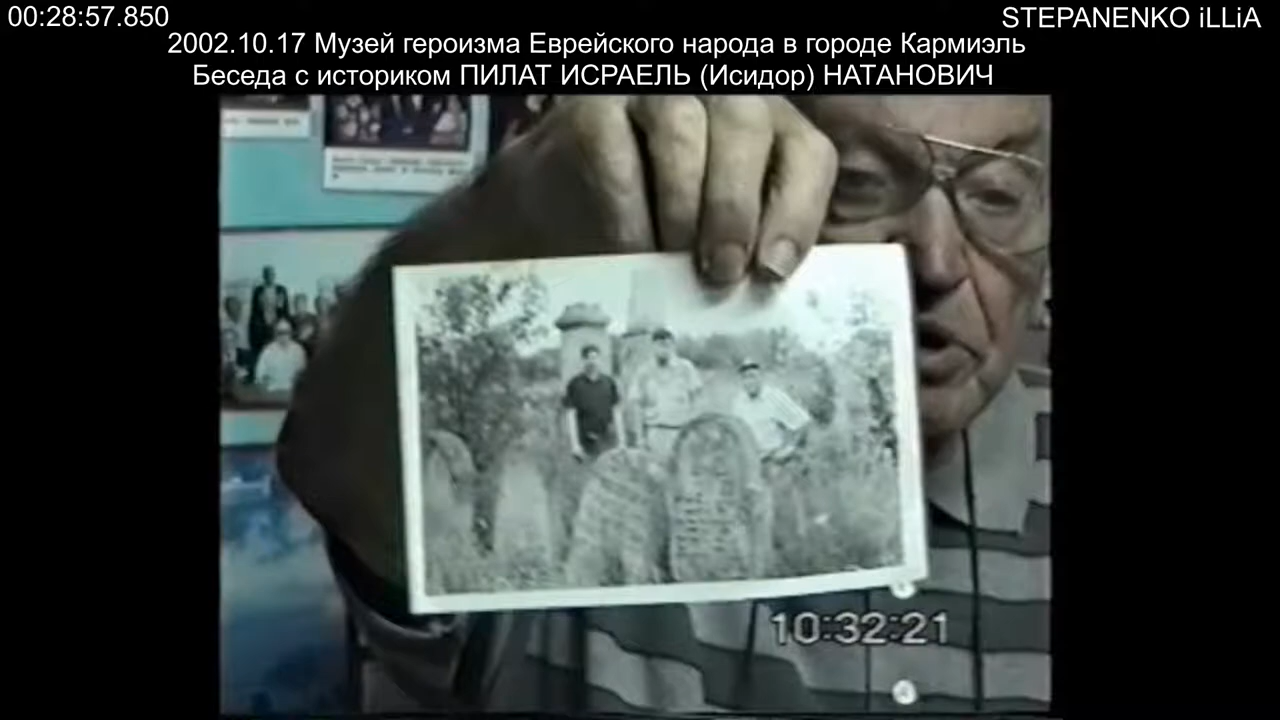 00:28:57.850
STEPANENKO iLLiA
2002.10.17 Музей героизма Еврейского народа в городе Кармиэль
Беседа с историком ПИЛАТ ИСРАЕЛЬ (Исидор) НАТАНОВИЧ
10:32:21